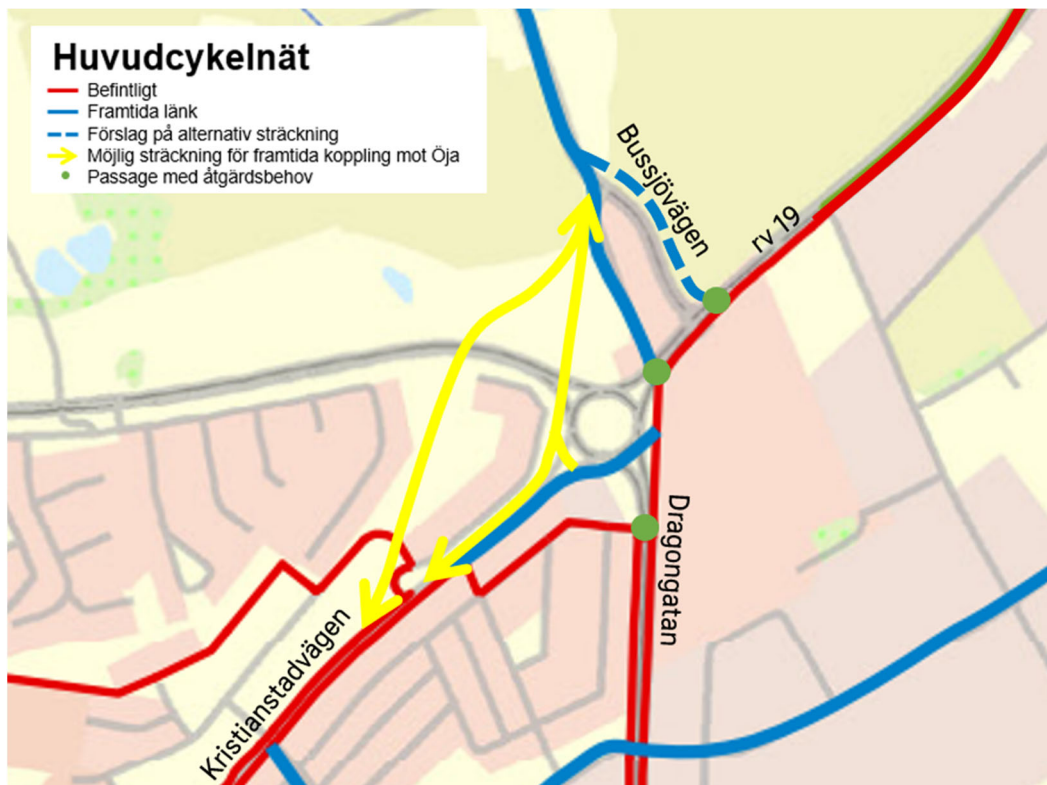 Huvudcykelnät
Befintligt
Framtida länk
Förslag på alternativ sträckning
Möjlig sträckning för framtida koppling mot Öja
Passage med åtgärdsbehov
Bussjövägen
rv 19
Dragongatan
Kristianstadvägen